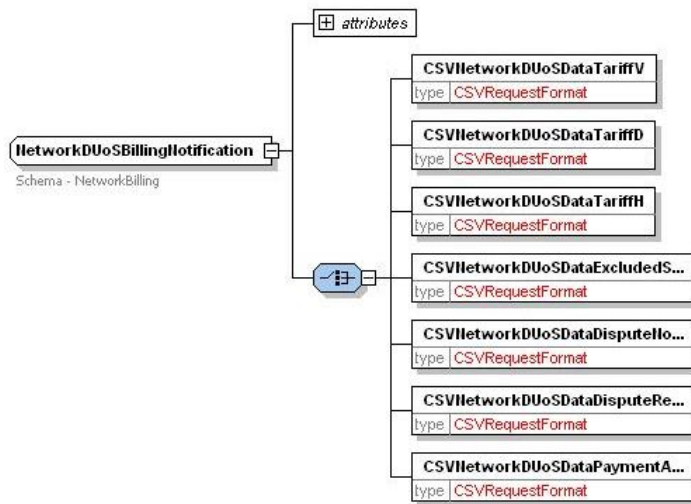 attributes
CSVNetworkDUoSDataTariffV
type CSVRequestFormat
NetworkDUoSBillingNotification
Schema - NetworkBilling
CSVNetworkDUoSDataTariffD
type CSVRequestFormat
CSVNetworkDUoSDataTariffH
type CSVRequestFormat
CSVNetworkDUoSDataExcludedS...
type CSVRequestFormat
CSVNetworkDUoSDataDisputeNo...
type CSVRequestFormat
CSVNetworkDUoSDataDisputeRe...
type CSVRequestFormat
CSVNetworkDUoSDataPaymentA...
type CSVRequestFormat